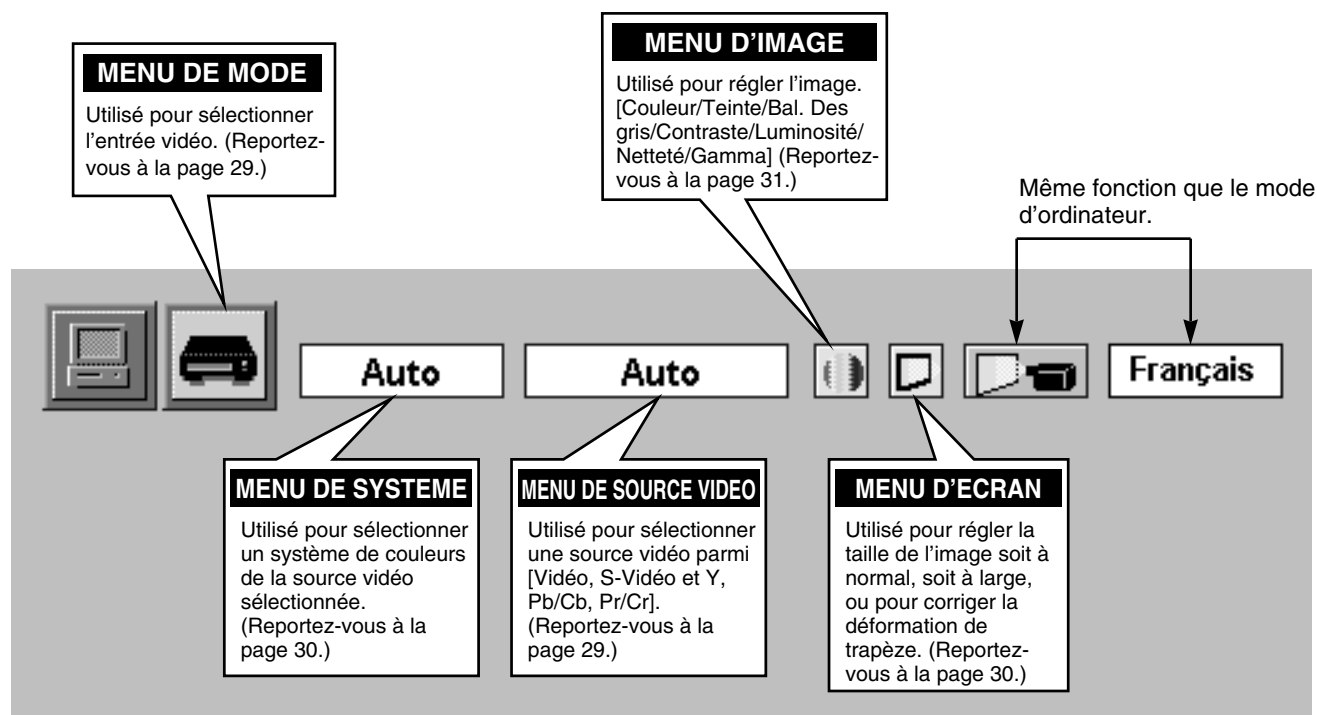 MENU DE MODE
Utilisé pour sélectionner
l'entrée vidéo. (Reportez-
vous à la page 29.)
MENU D'IMAGE
Utilisé pour régler l'image.
[Couleur/Teinte/Bal. Des
gris/Contraste/Luminosité/
Netteté/Gamma] (Reportez-
vous à la page 31.)
Même fonction que le mode
d'ordinateur.
Auto
Auto
Français
MENU DE SYSTEME
Utilisé pour sélectionner
un système de couleurs
de la source vidéo
sélectionnée.
(Reportez-vous à la
page 30.)
MENU DE SOURCE VIDEO
Utilisé pour sélectionner
une source vidéo parmi
[Vidéo, S-Vidéo et Y,
Pb/Cb, Pr/Cr].
(Reportez-vous à la
page 29.)
MENU D'ECRAN
Utilisé pour régler la
taille de l'image soit à
normal, soit à large,
ou pour corriger la
déformation de
trapèze. (Reportez-
vous à la page 30.)